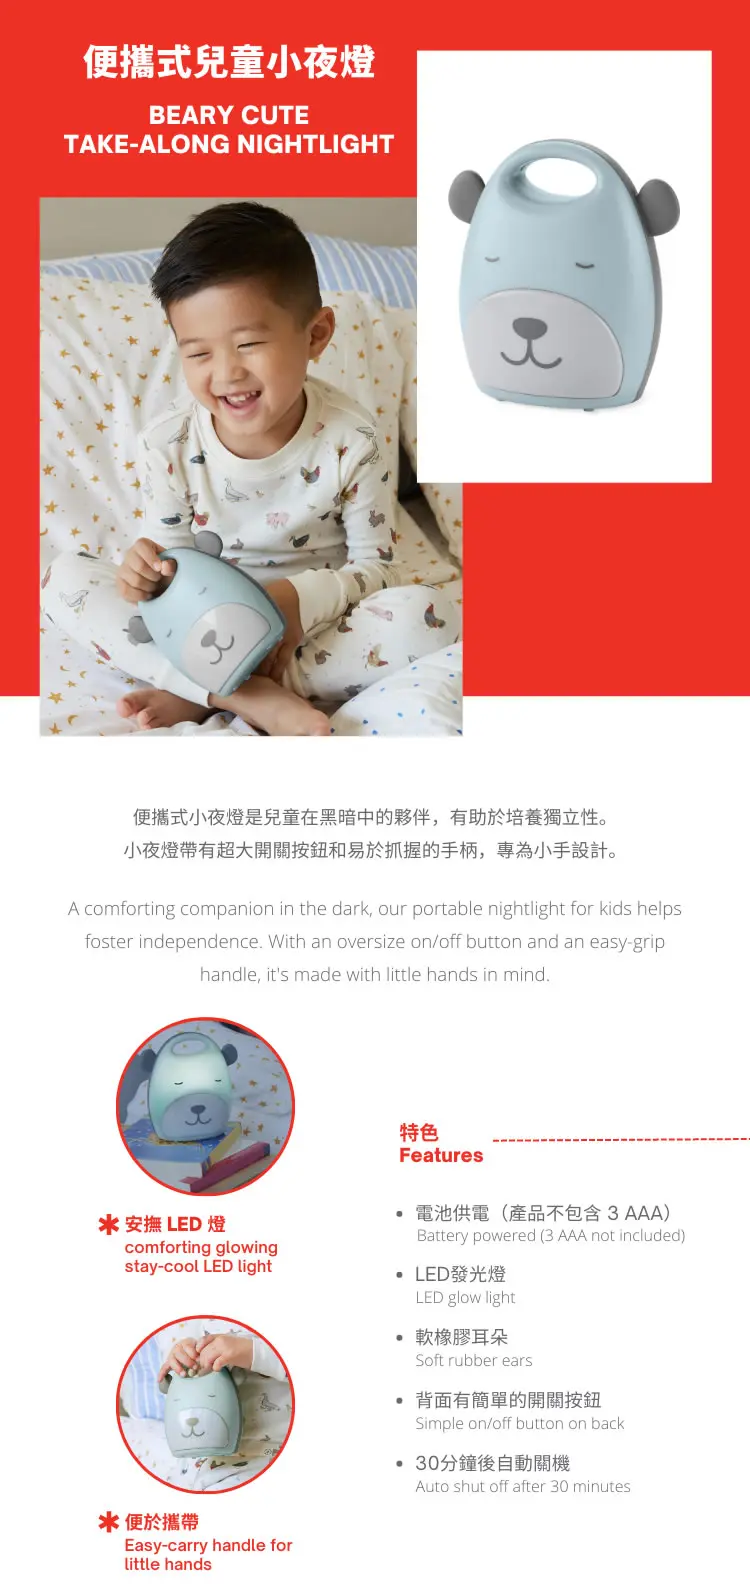 便攜式兒童小夜燈
BEARY CUTE
TAKE-ALONG NIGHTLIGHT
便攜式小夜燈是兒童在黑暗中的夥伴，有助於培養獨立性。
小夜燈帶有超大開關按鈕和易於抓握的手柄，專為小手設計。
A comforting companion in the dark, our portable nightlight for kids helps
foster independence. With an oversize on/off button and an easy-grip
handle, it's made with little hands in mind.
安撫 LED 燈
comforting glowing
stay-cool LED light
便於攜帶
Easy-carry handle for
little hands
特色
Features
電池供電（產品不包含 3 AAA）
Battery powered (3 AAA not included)
LED發光燈
LED glow light
軟橡膠耳朵
Soft rubber ears
背面有簡單的開關按鈕
Simple on/off button on back
30分鐘後自動關機
Auto shut off after 30 minutes